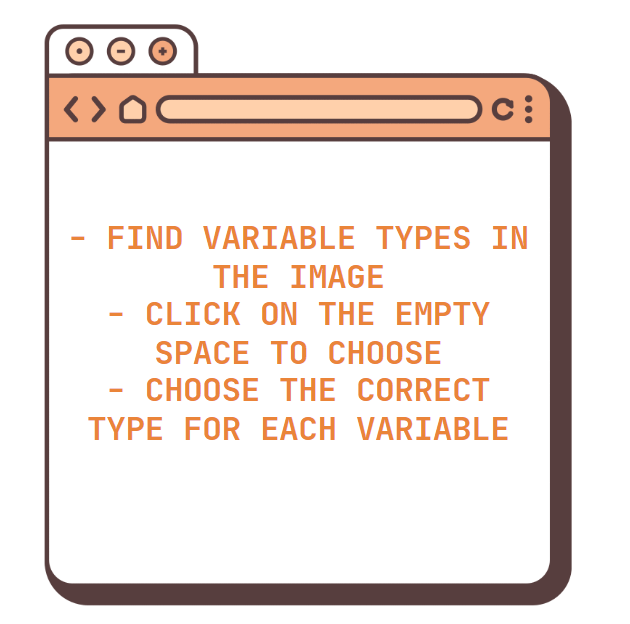 - FIND VARIABLE TYPES IN
THE IMAGE
- CLICK ON THE EMPTY
SPACE TO CHOOSE
- CHOOSE THE CORRECT
TYPE FOR EACH VARIABLE